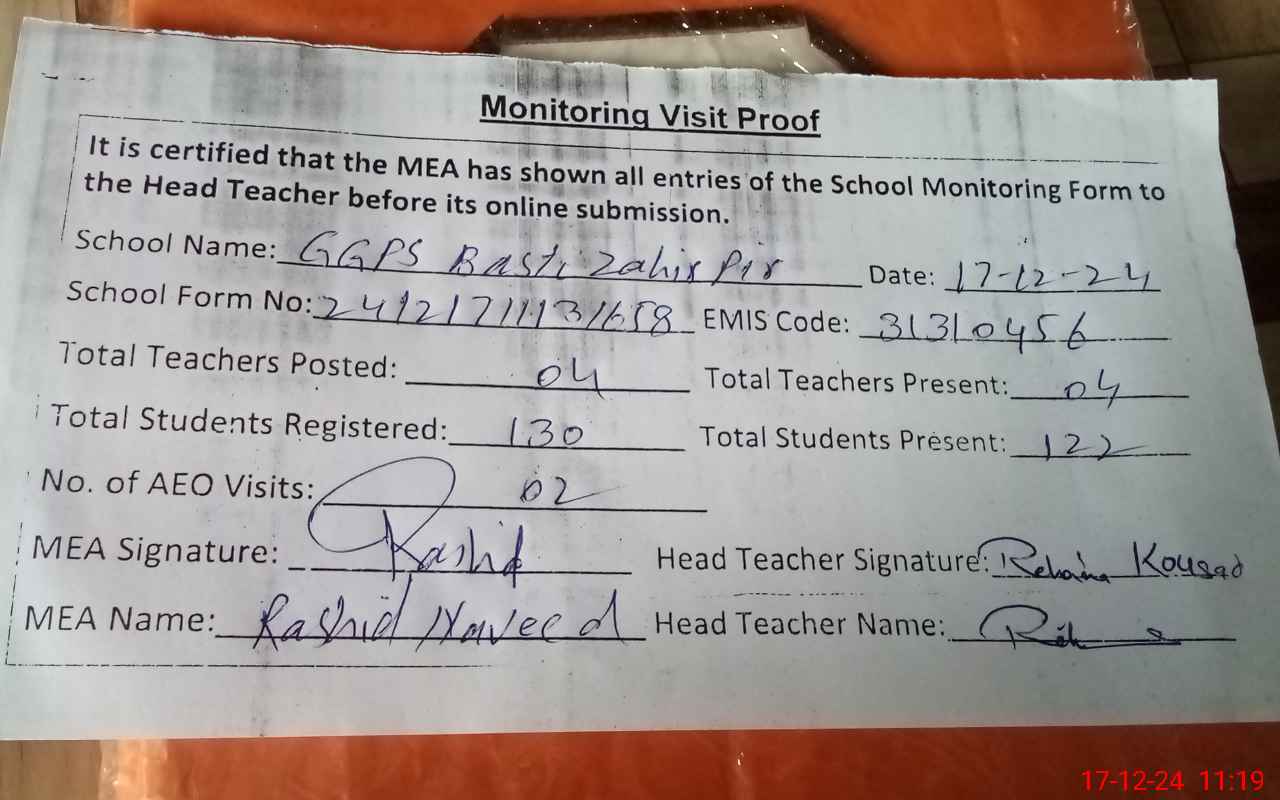 Monitoring Visit Proof
It is certified that the MEA has shown all entries of the School Monitoring Form to
the Head Teacher before its online submission.
School Name: GGPS Basti Zahir Pir Date: 17-12-24
School Form No: EMIS Code: 31310456
Total Teachers Posted: 04 Total Teachers Present: 04
Total Students Registered: 130 Total Students Present: 122
No. of AEO Visits: 02
MEA Signature: Rashid Head Teacher Signature: Rehana Kousad
MEA Name: Rashid Naveed Head Teacher Name:
17-12-24 11:19